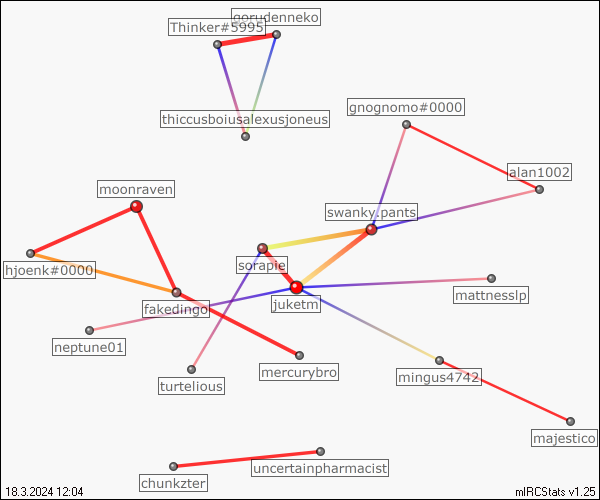 gorudenneko
Thinker#5995
thiccusboiusalexusjoneus
gnognomo#0000
alan1002
moonraven
swanky.pants
hjoenk#0000
sorapie
mattnesslp
juketm
fakedingo
neptune01
mercurybro
mingus4742
turtelious
majestico
uncertainpharmacist
chunkzter
18.3.2024 12:04
mIRCStats v1.25